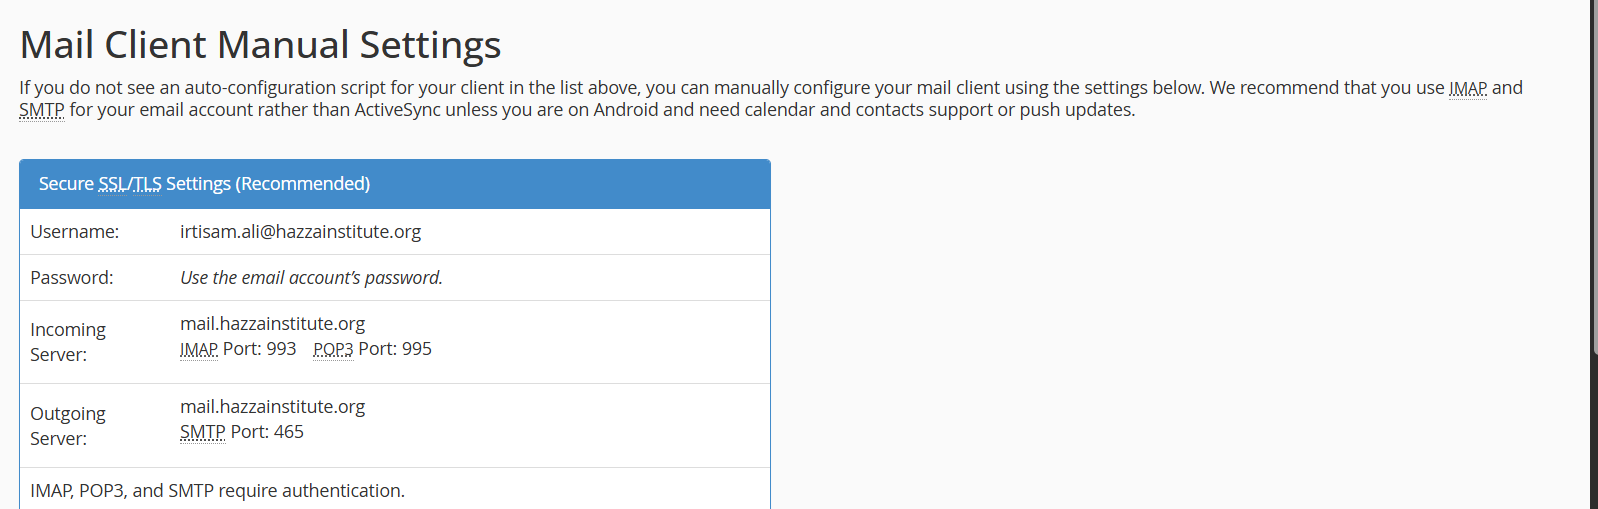 Mail Client Manual Settings
If you do not see an auto-configuration script for your client in the list above, you can manually configure your mail client using the settings below. We recommend that you use IMAP and
SMTP for your email account rather than ActiveSync unless you are on Android and need calendar and contacts support or push updates.
Secure SSL/TLS Settings (Recommended)
Username: irtisam.ali@hazzainstitute.org
Password: Use the email account’s password.
Incoming
Server:
mail.hazzainstitute.org
IMAP Port: 993 POP3 Port: 995
Outgoing
Server:
mail.hazzainstitute.org
SMTP Port: 465
IMAP, POP3, and SMTP require authentication.